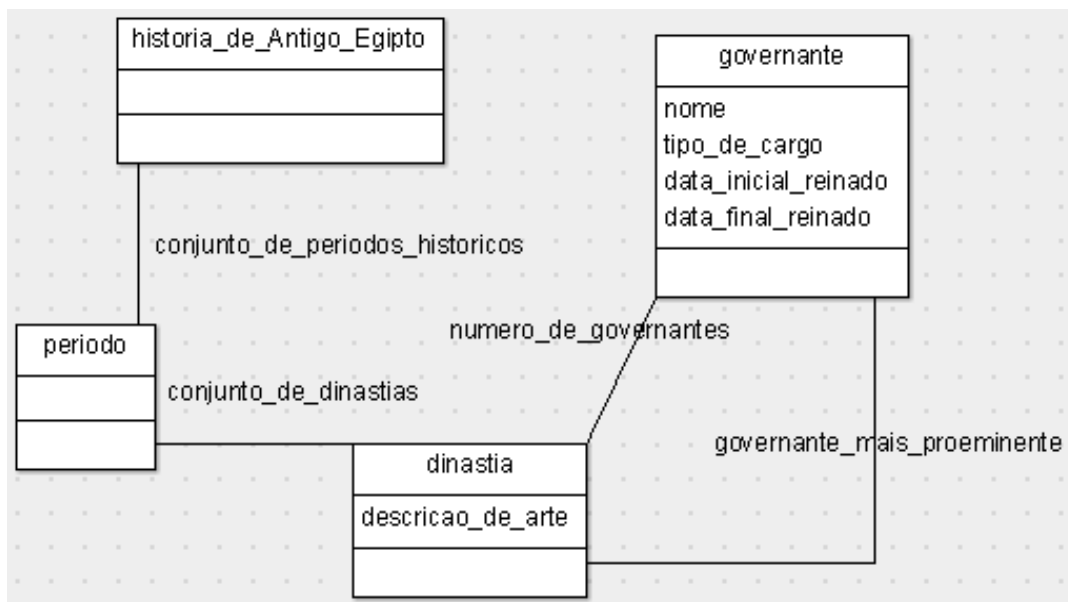 historia_de_Antigo_Egipto
governante
nome
tipo_de_cargo
data_inicial_reinado
data_final_reinado
conjunto_de_periodos_historicos
numero_de_governantes
periodo
conjunto_de_dinastias
governante_mais_proeminente
dinastia
descricao_de_arte